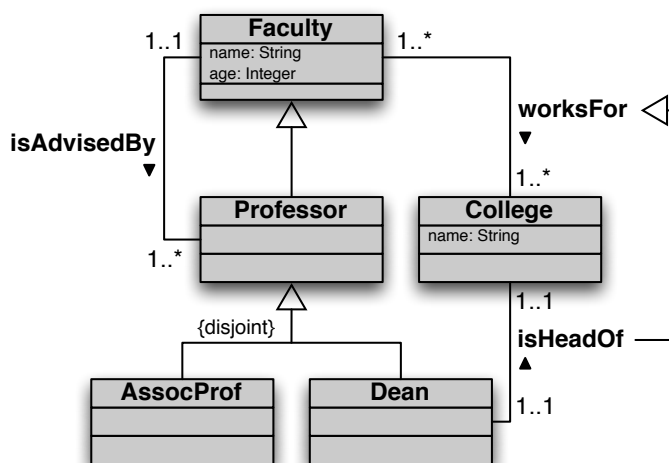 Faculty
name: String
age: Integer
1..1
1..*
isAdvisedBy
worksFor
1..*
1..*
Professor
College
name: String
{disjoint}
1..1
isHeadOf
AssocProf
Dean
1..1